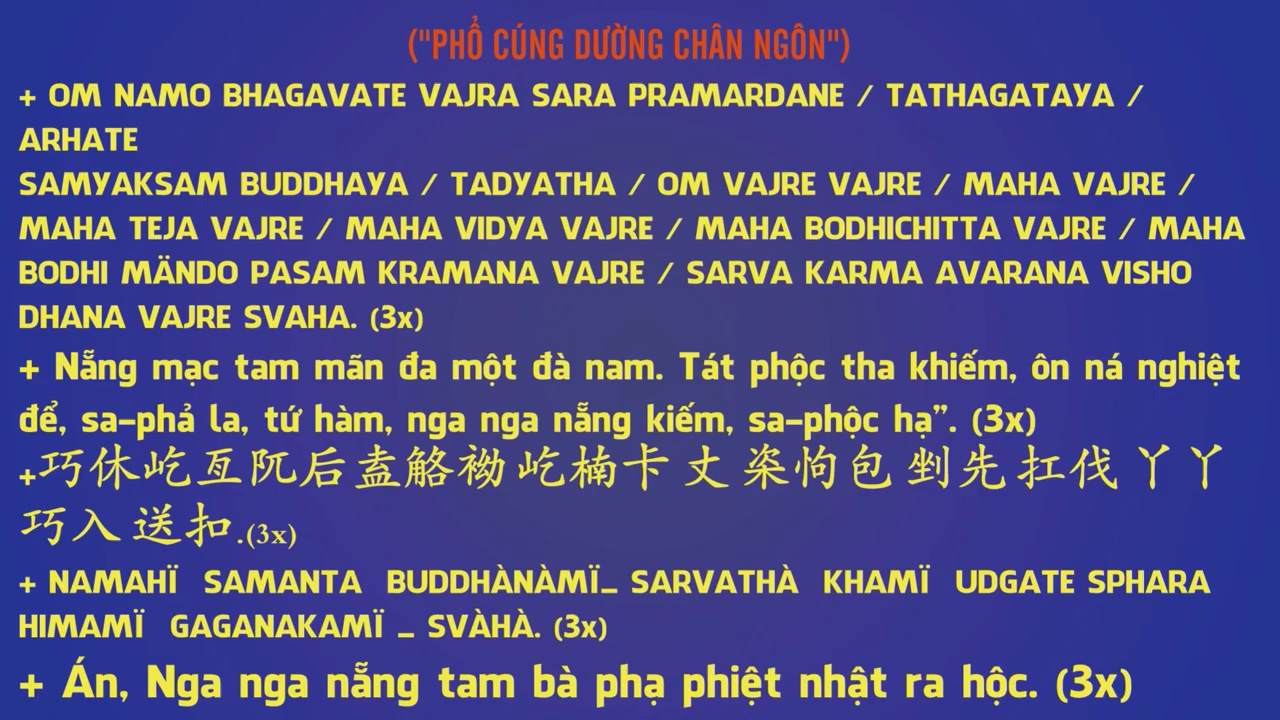 ("PHỔ CÚNG DƯỜNG CHÂN NGÔN")
+ OM NAMO BHAGAVATE VAJRA SARA PRAMARDANE / TATHAGATAYA /
ARHATE
SAMYAKSAM BUDDHAYA / TADYATHA / OM VAJRE VAJRE / MAHA VAJRE /
MAHA TEJA VAJRE / MAHA VIDYA VAJRE / MAHA BODHICHITTA VAJRE / MAHA
BODHI MÄNDO PASAM KRAMANA VAJRE / SARVA KARMA AVARANA VISHO
DHANA VAJRE SVAHA. (3x)
+ Nẵng mạc tam mãn đa một đà nam. Tát phộc tha khiếm, ôn ná nghiệt
để, sa-phả la, tứ hàm, nga nga nẵng kiếm, sa-phộc hạ”. (3x)
+巧休屹亙阢后盍觡袎屹楠卡丈栥怐包剉先扛伐丫丫
巧入送扣.(3x)
+ NAMAHÏ SAMANTA BUDDHÀNÀMÏ_ SARVATHÀ KHAMÏ UDGATE SPHARA
HIMAMÏ GAGANAKAMÏ _ SVÀHÀ. (3x)
+ Án, Nga nga nẵng tam bà phạ phiệt nhật ra hộc. (3x)